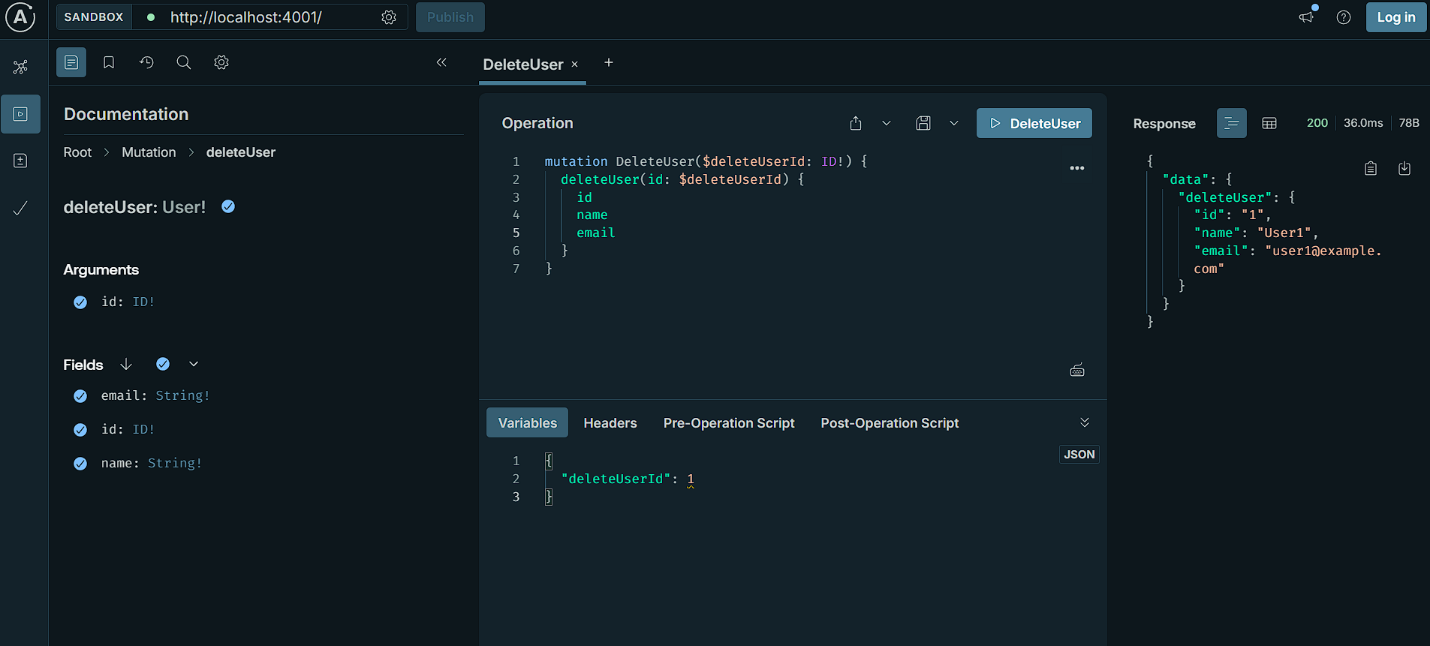 SANDBOX http://localhost:4001/ Publish Log in
Documentation
Root > Mutation > deleteUser
deleteUser: User!
Arguments
id: ID!
Fields
email: String!
id: ID!
name: String!
DeleteUser × +
Operation DeleteUser
1 mutation DeleteUser($deleteUserId: ID!) {
2 deleteUser(id: $deleteUserId) {
3 id
4 name
5 email
6 }
7 }
Variables Headers Pre-Operation Script Post-Operation Script
JSON
1 {
2 "deleteUserId": 1
3 }
Response 200 36.0ms 78B
{
"data": {
"deleteUser": {
"id": "1",
"name": "User1",
"email": "user1@example.
com"
}
}
}